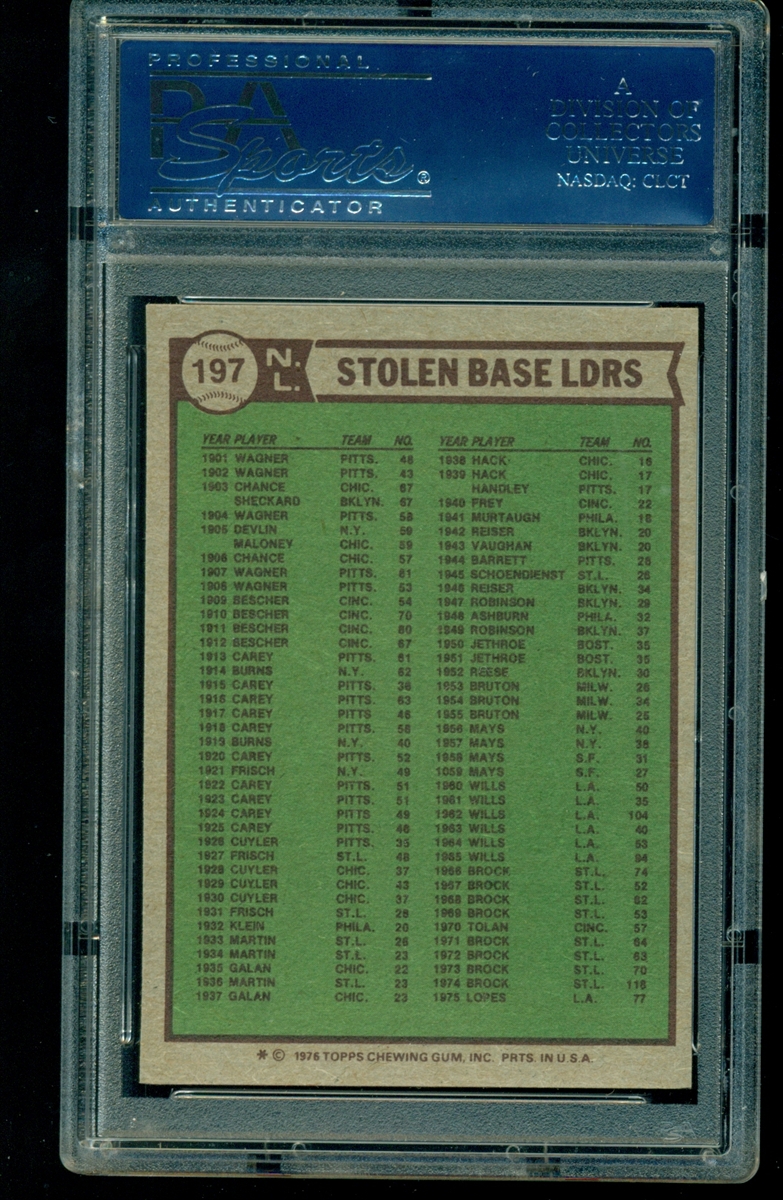 PROFESSIONAL
PSA
Sports®
AUTHENTICATOR
A
DIVISION OF
COLLECTORS
UNIVERSE
NASDAQ: CLCT
197
N.L.
STOLEN BASE LDRS
YEAR PLAYER TEAM NO.
1901 WAGNER PITTS. 48
1902 WAGNER PITTS. 43
1903 CHANCE CHIC. 67
SHECKARD BKLYN. 67
1904 WAGNER PITTS. 53
1905 DEVLIN N.Y. 59
MALONEY CHIC. 59
1906 CHANCE CHIC. 57
1907 WAGNER PITTS. 61
1908 WAGNER PITTS. 53
1909 BESCHER CINC. 54
1910 BESCHER CINC. 70
1911 BESCHER CINC. 80
1912 BESCHER CINC. 67
1913 CAREY PITTS. 61
1914 BURNS N.Y. 62
1915 CAREY PITTS 36
1916 CAREY PITTS 63
1917 CAREY PITTS 46
1918 CAREY PITTS 58
1919 BURNS N.Y. 40
1920 CAREY PITTS. 52
1921 FRISCH N.Y. 49
1922 CAREY PITTS. 51
1923 CAREY PITTS. 51
1924 CAREY PITTS 49
1925 CAREY PITTS 46
1926 CUYLER PITTS. 35
1927 FRISCH ST.L. 48
1928 CUYLER CHIC. 37
1929 CUYLER CHIC. 43
1930 CUYLER CHIC. 37
1931 FRISCH ST.L. 28
1932 KLEIN PHILA. 20
1933 MARTIN ST.L. 26
1934 MARTIN ST.L. 23
1935 GALAN CHIC. 22
1936 MARTIN ST.L. 23
1937 GALAN CHIC. 23
YEAR PLAYER TEAM NO.
1938 HACK CHIC. 16
1939 HACK CHIC. 17
HANDLEY PITTS. 17
1940 FREY CINC. 22
1941 MURTAUGH PHILA. 18
1942 REISER BKLYN. 20
1943 VAUGHAN BKLYN. 20
1944 BARRETT PITTS. 28
1945 SCHOENDIENST ST.L. 26
1946 REISER BKLYN. 34
1947 ROBINSON BKLYN. 29
1948 ASHBURN PHILA. 32
1949 ROBINSON BKLYN. 37
1950 JETHROE BOST. 35
1951 JETHROE BOST. 35
1952 REESE BKLYN. 30
1953 BRUTON MILW. 26
1954 BRUTON MILW. 34
1955 BRUTON MILW. 25
1956 MAYS N.Y. 40
1957 MAYS N.Y. 38
1958 MAYS S.F. 31
1959 MAYS S.F. 27
1960 WILLS L.A. 50
1961 WILLS L.A. 35
1962 WILLS L.A. 104
1963 WILLS L.A. 40
1964 WILLS L.A. 53
1965 WILLS L.A. 94
1966 BROCK ST.L. 74
1967 BROCK ST.L. 52
1968 BROCK ST.L. 62
1969 BROCK ST.L. 53
1970 TOLAN CINC. 57
1971 BROCK ST.L. 64
1972 BROCK ST.L. 63
1973 BROCK ST.L. 70
1974 BROCK ST.L. 118
1975 LOPES L.A. 77
* © 1976 TOPPS CHEWING GUM, INC. PRTS. IN U.S.A.